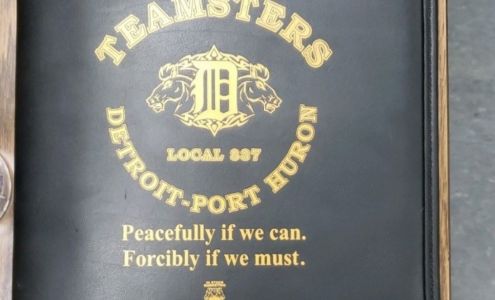 TEAMSTERS
D
LOCAL 337
DETROIT-PORT HURON
Peacefully if we can.
Forcibly if we must.